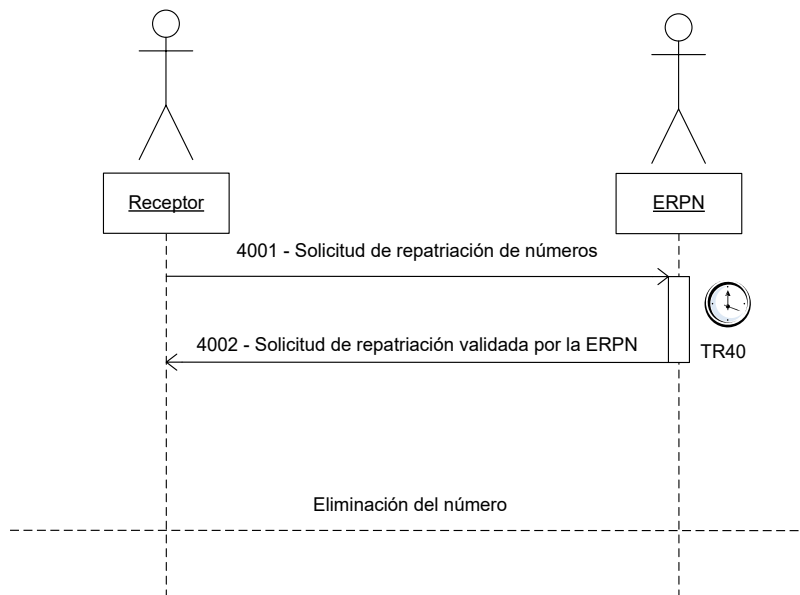 Receptor
ERPN
4001 - Solicitud de repatriación de números
4002 - Solicitud de repatriación validada por la ERPN
TR40
Eliminación del número